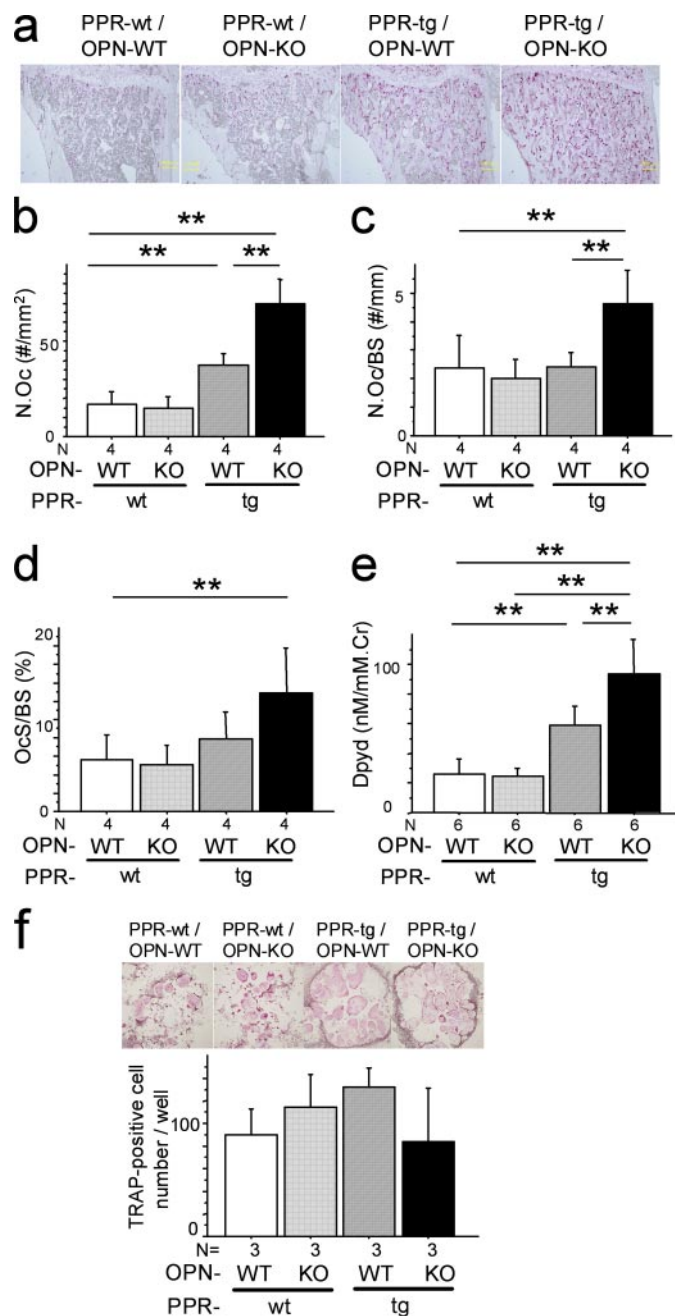 a
PPR-wt / PPR-wt / PPR-tg / PPR-tg /
OPN-WT OPN-KO OPN-WT OPN-KO
b
**
** **
N.Oc (#/mm²)
50
0
N 4 4 4 4
OPN- WT KO WT KO
PPR- wt tg
c
**
**
N.Oc/BS (#/mm)
5
0
N 4 4 4 4
OPN- WT KO WT KO
PPR- wt tg
d
**
OcS/BS (%)
20
10
0
N 4 4 4 4
OPN- WT KO WT KO
PPR- wt tg
e
**
**
** **
Dpyd (nM/mM.Cr)
100
0
N 6 6 6 6
OPN- WT KO WT KO
PPR- wt tg
f
PPR-wt / PPR-wt / PPR-tg / PPR-tg /
OPN-WT OPN-KO OPN-WT OPN-KO
TRAP-positive cell
number / well
100
0
N= 3 3 3 3
OPN- WT KO WT KO
PPR- wt tg